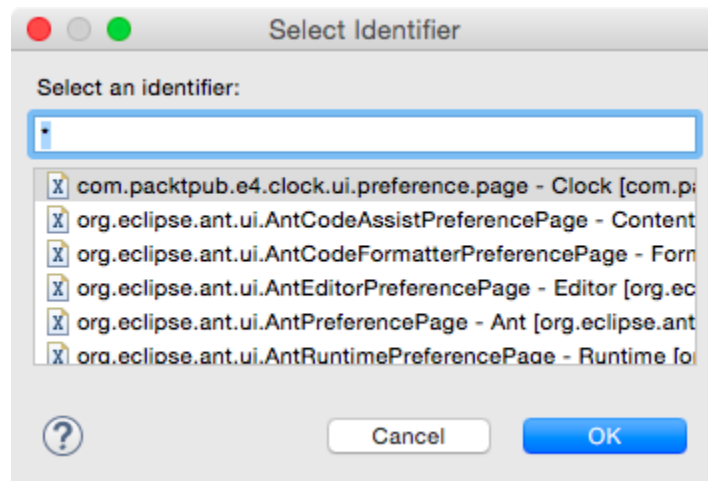 Select Identifier
Select an identifier:
*
com.packtpub.e4.clock.ui.preference.page - Clock [com.pa
org.eclipse.ant.ui.AntCodeAssistPreferencePage - Content
org.eclipse.ant.ui.AntCodeFormatterPreferencePage - Form
org.eclipse.ant.ui.AntEditorPreferencePage - Editor [org.ec
org.eclipse.ant.ui.AntPreferencePage - Ant [org.eclipse.ant
org.eclipse.ant.ui.AntRuntimePreferencePage - Runtime [or
? Cancel OK